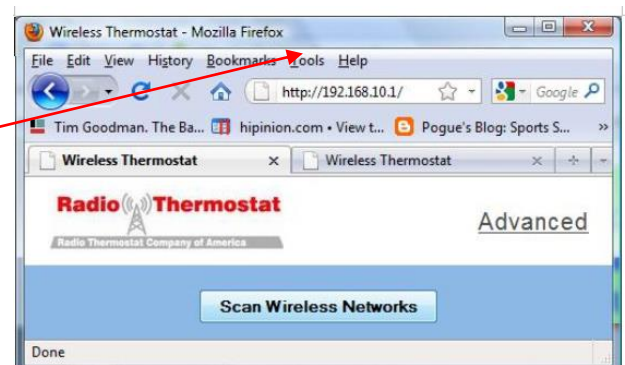 Wireless Thermostat - Mozilla Firefox
File Edit View History Bookmarks Tools Help
http://192.168.10.1/ Google
Tim Goodman. The Ba... hipinion.com • View t... Pogue's Blog: Sports S... »
Wireless Thermostat x Wireless Thermostat x
Radio Thermostat
Radio Thermostat Company of America
Advanced
Scan Wireless Networks
Done